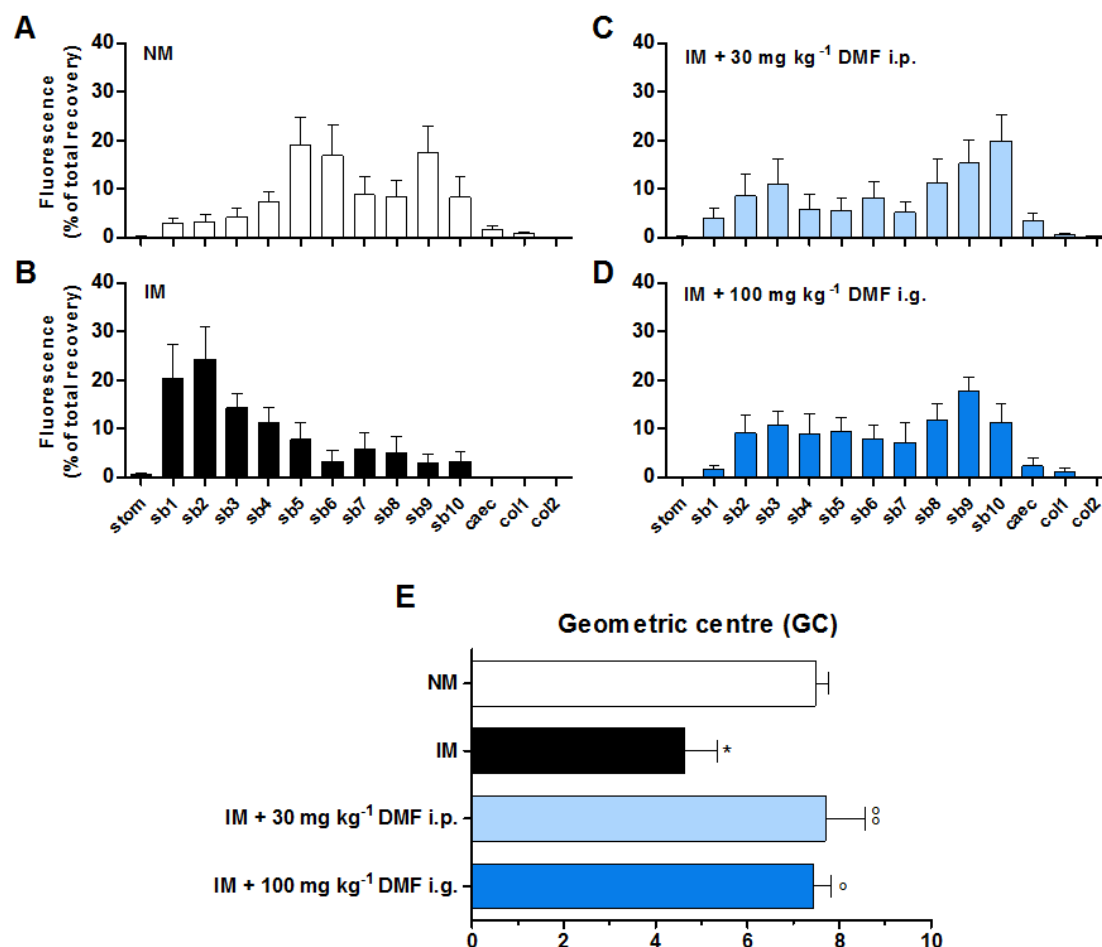 A
NM
40
30
20
10
0
Fluorescence
(% of total recovery)
B
IM
40
30
20
10
0
Fluorescence
(% of total recovery)
stom sb1 sb2 sb3 sb4 sb5 sb6 sb7 sb8 sb9 sb10 caec col1 col2
C
IM + 30 mg kg⁻¹ DMF i.p.
40
30
20
10
0
D
IM + 100 mg kg⁻¹ DMF i.g.
40
30
20
10
0
stom sb1 sb2 sb3 sb4 sb5 sb6 sb7 sb8 sb9 sb10 caec col1 col2
E
Geometric centre (GC)
NM
IM
*
IM + 30 mg kg⁻¹ DMF i.p.
°°
IM + 100 mg kg⁻¹ DMF i.g.
°
0 2 4 6 8 10